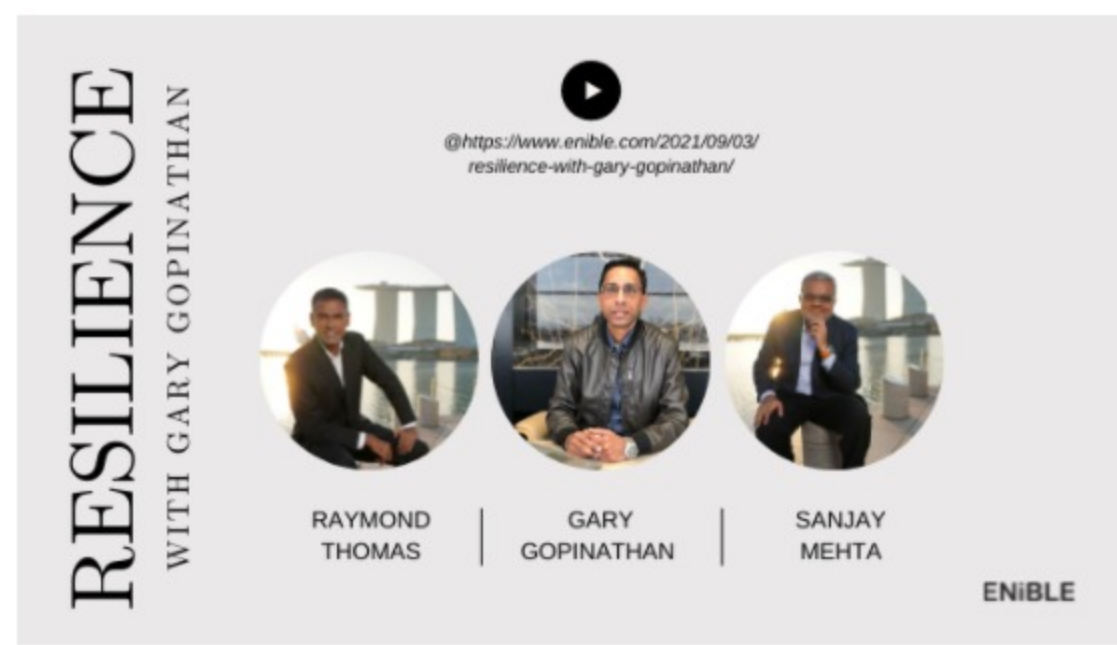 RESILIENCE
WITH GARY GOPINATHAN
@https://www.enible.com/2021/09/03/
resilience-with-gary-gopinathan/
RAYMOND
THOMAS
GARY
GOPINATHAN
SANJAY
MEHTA
ENiBLE